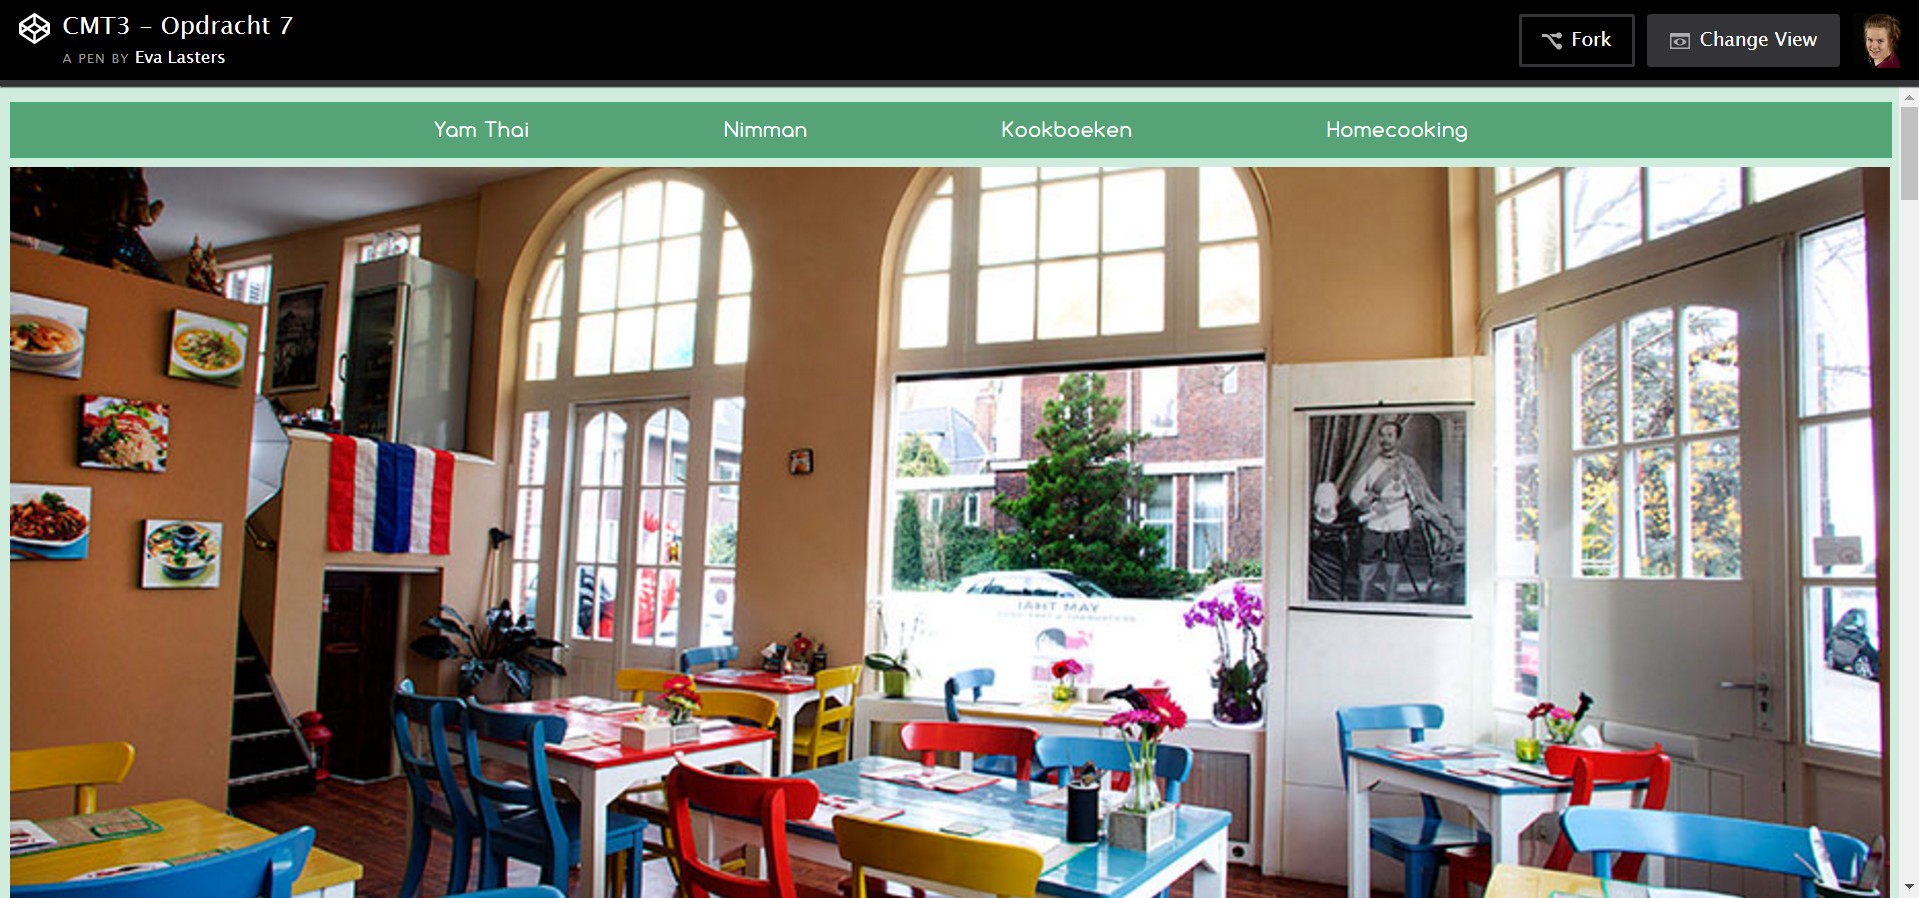 CMT3 - Opdracht 7
A PEN BY Eva Lasters
Fork
Change View
Yam Thai
Nimman
Kookboeken
Homecooking
YAM THAI